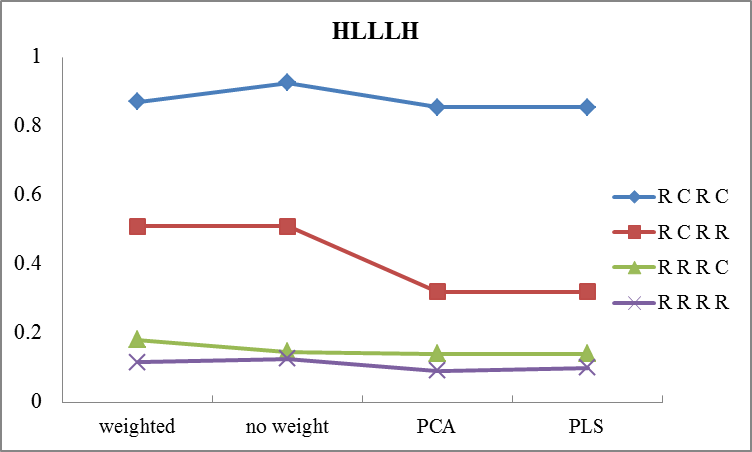 HLLLH
1
0.8
0.6
0.4
0.2
0
weighted
no weight
PCA
PLS
R C R C
R C R R
R R R C
R R R R